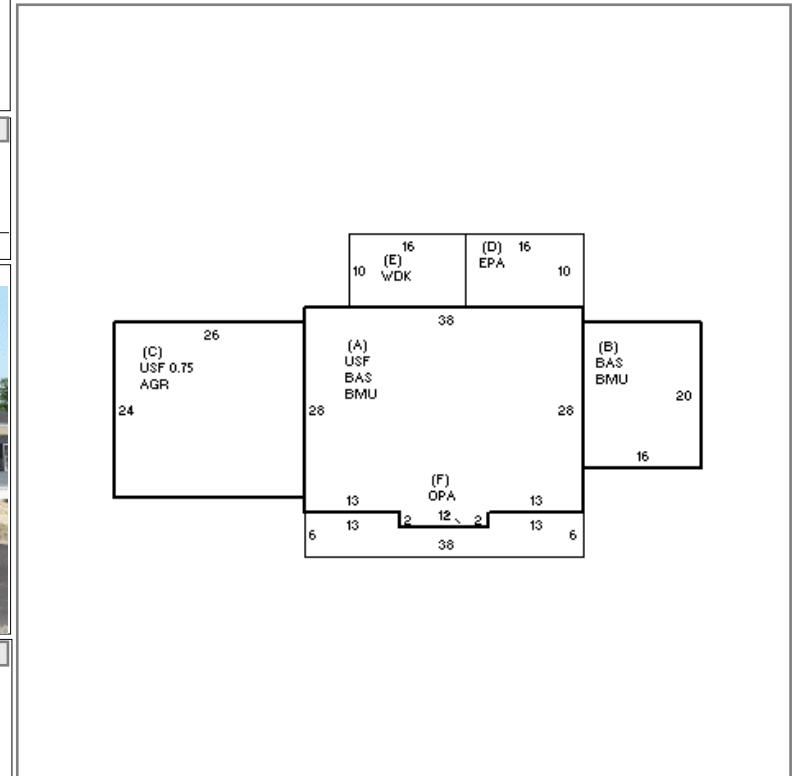 16 (D) 16
(E) EPA
10 WDK 10
38
26
(C)
USF 0.75
AGR
24
(A)
USF
BAS
BMU
28 28
(B)
BAS
BMU
20
16
(F)
OPA
13 13
2 12 2
13 13
6 6
38